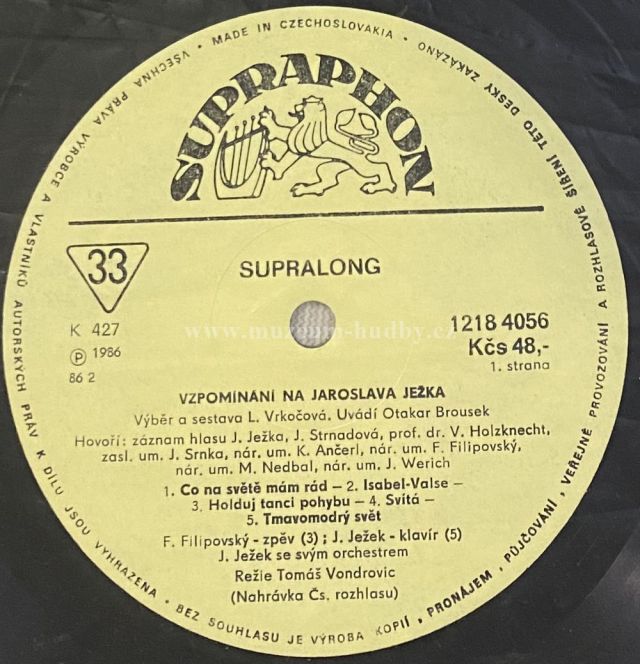 VŠECHNA PRÁVA VÝROBCE A VLASTNÍKŮ AUTORSKÝCH PRÁV K DÍLU JSOU VYHRAZENA • BEZ SOUHLASU JE VÝROBA KOPIÍ, PRONÁJEM, PŮJČOVÁNÍ, VEŘEJNÉ PROVOZOVÁNÍ A ROZHLASOVÉ ŠÍŘENÍ TÉTO DESKY ZAKÁZÁNO • MADE IN CZECHOSLOVAKIA •
SUPRAPHON
33
SUPRALONG
www.muzeum-hudby.cz
K 427
1218 4056
℗ 1986
Kčs 48,-
86 2
1. strana
VZPOMÍNÁNÍ NA JAROSLAVA JEŽKA
Výběr a sestava L. Vrkočová. Uvádí Otakar Brousek
Hovoří: záznam hlasu J. Ježka, J. Strnadová, prof. dr. V. Holzknecht,
zasl. um. J. Srnka, nár. um. K. Ančerl, nár. um. F. Filipovský,
nár. um. M. Nedbal, nár. um. J. Werich
1. Co na světě mám rád – 2. Isabel-Valse –
3. Holduj tanci pohybu – 4. Svítá –
5. Tmavomodrý svět
F. Filipovský - zpěv (3) ; J. Ježek - klavír (5)
J. Ježek se svým orchestrem
Režie Tomáš Vondrovic
(Nahrávka Čs. rozhlasu)